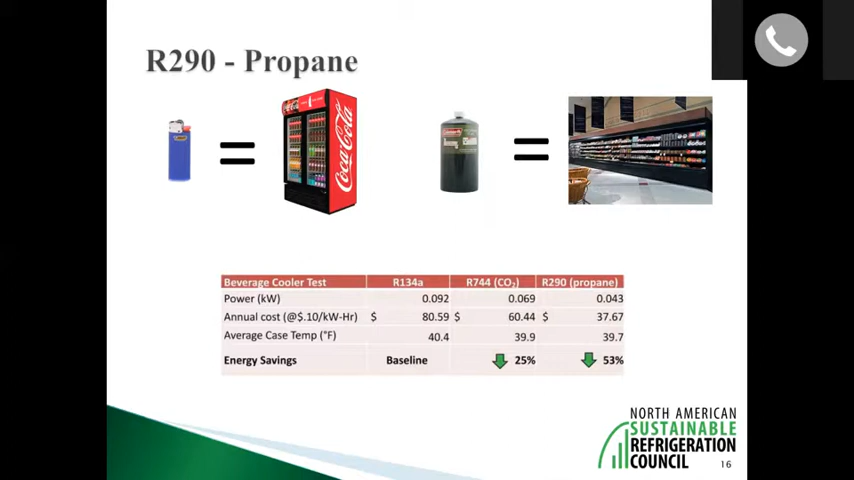 R290 - Propane
=
Coca-Cola
=
Beverage Cooler Test R134a R744 (CO₂) R290 (propane)
Power (kW) 0.092 0.069 0.043
Annual cost (@$.10/kW-Hr) $ 80.59 $ 60.44 $ 37.67
Average Case Temp (°F) 40.4 39.9 39.7
Energy Savings Baseline 25% 53%
NORTH AMERICAN
SUSTAINABLE
REFRIGERATION
COUNCIL 16